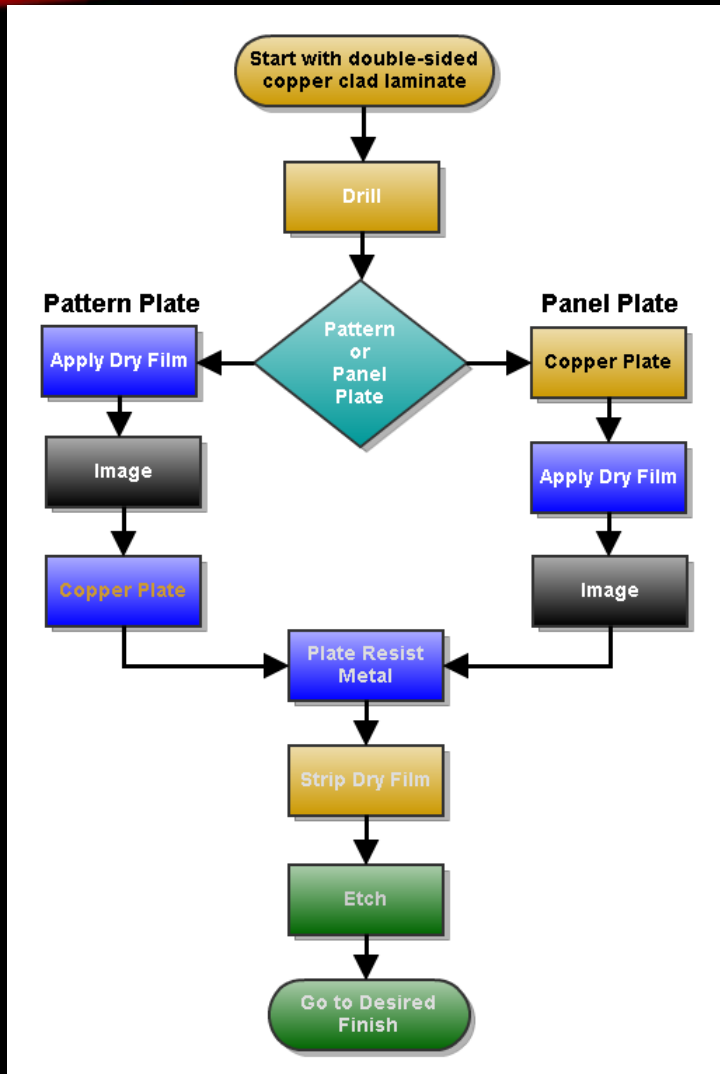 Start with double-sided
copper clad laminate
Drill
Pattern Plate
Panel Plate
Pattern
or
Panel
Plate
Apply Dry Film
Copper Plate
Image
Apply Dry Film
Copper Plate
Image
Plate Resist
Metal
Strip Dry Film
Etch
Go to Desired
Finish